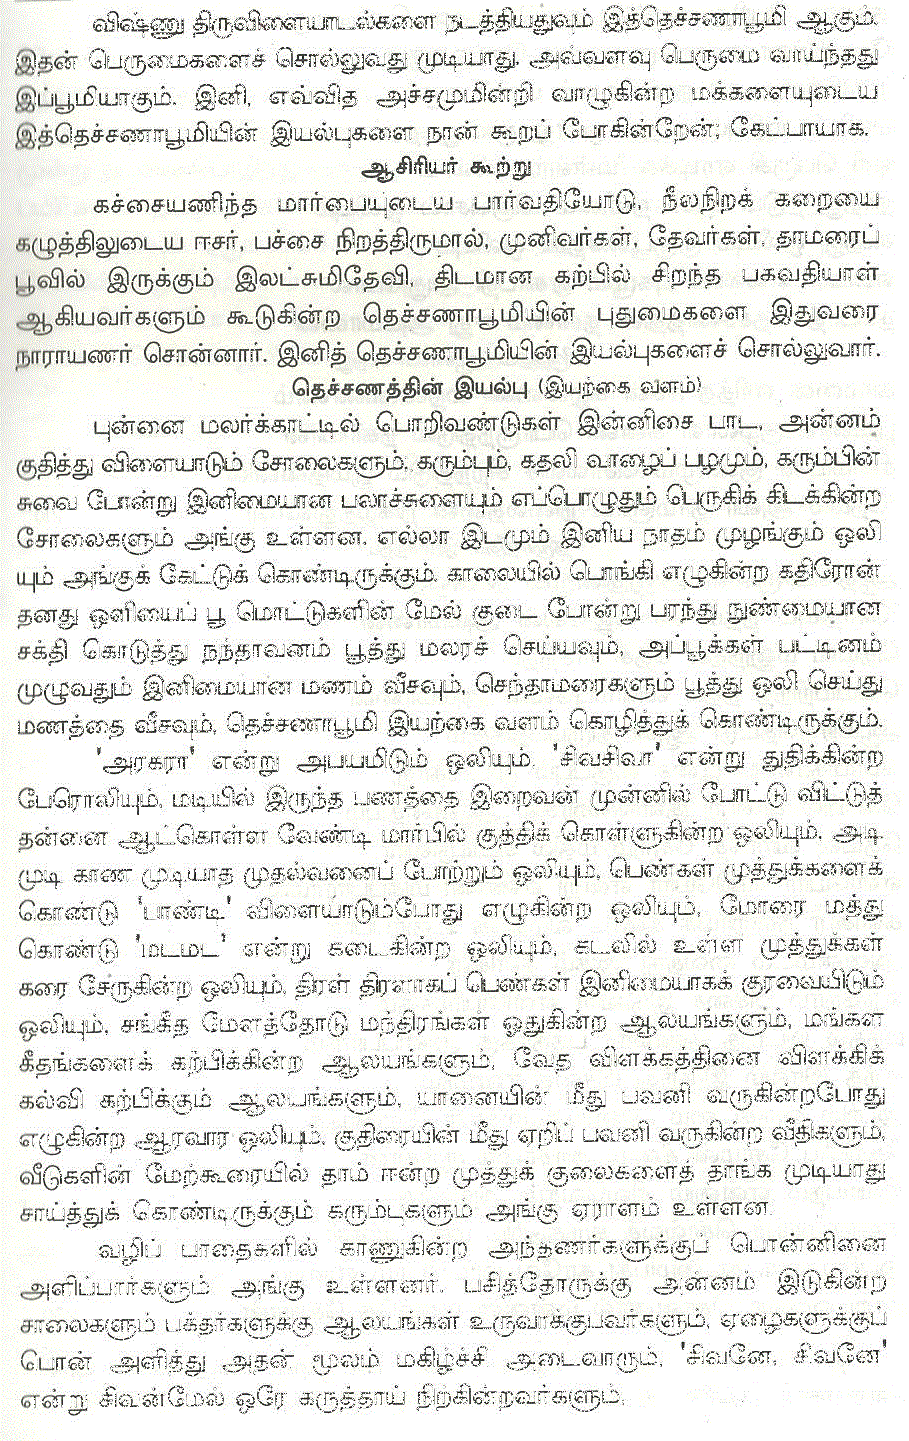 விஷ்ணு திருவிளையாடல்களை நடத்தியதுவும் இத்தெச்சணாபூமி ஆகும்.
இதன் பெருமைகளைச் சொல்லுவது முடியாது. அவ்வளவு பெருமை வாய்ந்தது
இப்பூமியாகும். இனி, எவ்வித அச்சமுமின்றி வாழுகின்ற மக்களையுடைய
இத்தெச்சணாபூமியின் இயல்புகளை நான் கூறப் போகின்றேன்; கேட்பாயாக.
ஆசிரியர் கூற்று
கச்சையணிந்த மார்பையுடைய பார்வதியோடு, நீலநிறக் கறையை
கழுத்திலுடைய ஈசர், பச்சை நிறத்திருமால், முனிவர்கள், தேவர்கள், தாமரைப்
பூவில் இருக்கும் இலட்சுமிதேவி, திடமான கற்பில் சிறந்த பகவதியாள்
ஆகியவர்களும் கூடுகின்ற தெச்சணாபூமியின் புதுமைகளை இதுவரை
நாராயணர் சொன்னார். இனித் தெச்சணாபூமியின் இயல்புகளைச் சொல்லுவார்.
தெச்சணத்தின் இயல்பு (இயற்கை வளம்)
புன்னை மலர்க்காட்டில் பொறிவண்டுகள் இன்னிசை பாட, அன்னம்
குதித்து விளையாடும் சோலைகளும், கரும்பும், கதலி வாழைப் பழமும், கரும்பின்
சுவை போன்று இனிமையான பலாச்சுளையும் எப்பொழுதும் பெருகிக் கிடக்கின்ற
சோலைகளும் அங்கு உள்ளன. எல்லா இடமும் இனிய நாதம் முழங்கும் ஒலி
யும் அங்குக் கேட்டுக் கொண்டிருக்கும். காலையில் பொங்கி எழுகின்ற கதிரோன்
தனது ஒளியைப் பூ மொட்டுகளின் மேல் குடை போன்று பரந்து நுண்மையான
சக்தி கொடுத்து நந்தாவனம் பூத்து மலரச் செய்யவும், அப்பூக்கள் பட்டினம்
முழுவதும் இனிமையான மணம் வீசவும், செந்தாமரைகளும் பூத்து ஒலி செய்து
மணத்தை வீசவும், தெச்சணாபூமி இயற்கை வளம் கொழித்துக் கொண்டிருக்கும்.
'அரகரா' என்று அபயமிடும் ஒலியும், 'சிவசிவா' என்று துதிக்கின்ற
பேரொலியும், மடியில் இருந்த பணத்தை இறைவன் முன்னில் போட்டு விட்டுத்
தன்னை ஆட்கொள்ள வேண்டி மார்பில் குத்திக் கொள்ளுகின்ற ஒலியும், அடி
முடி காண முடியாத முதல்வனைப் போற்றும் ஒலியும், பெண்கள் முத்துக்களைக்
கொண்டு 'பாண்டி' விளையாடும்போது எழுகின்ற ஒலியும், மோரை மத்து
கொண்டு 'மடமட' என்று கடைகின்ற ஒலியும், கடலில் உள்ள முத்துக்கள்
கரை சேருகின்ற ஒலியும், திரள் திரளாகப் பெண்கள் இனிமையாகக் குரவையிடும்
ஒலியும், சங்கீத மேளத்தோடு மந்திரங்கள் ஓதுகின்ற ஆலயங்களும், மங்கள
கீதங்களைக் கற்பிக்கின்ற ஆலயங்களும், வேத விளக்கத்தினை விளக்கிக்
கல்வி கற்பிக்கும் ஆலயங்களும், யானையின் மீது பவனி வருகின்றபோது
எழுகின்ற ஆரவார ஒலியும், குதிரையின் மீது ஏறிப் பவனி வருகின்ற வீதிகளும்,
வீடுகளின் மேற்கூரையில் தாம் ஈன்ற முத்துக் குலைகளைத் தாங்க முடியாது
சாய்த்துக் கொண்டிருக்கும் கரும்புகளும் அங்கு ஏராளம் உள்ளன.
வழிப் பாதைகளில் காணுகின்ற அந்தணர்களுக்குப் பொன்னினை
அளிப்பார்களும் அங்கு உள்ளனர். பசித்தோருக்கு அன்னம் இடுகின்ற
சாலைகளும் பக்தர்களுக்கு ஆலயங்கள் உருவாக்குபவர்களும், ஏழைகளுக்குப்
பொன் அளித்து அதன் மூலம் மகிழ்ச்சி அடைவாரும், 'சிவனே, சிவனே'
என்று சிவன்மேல் ஒரே கருத்தாய் நிற்கின்றவர்களும்,